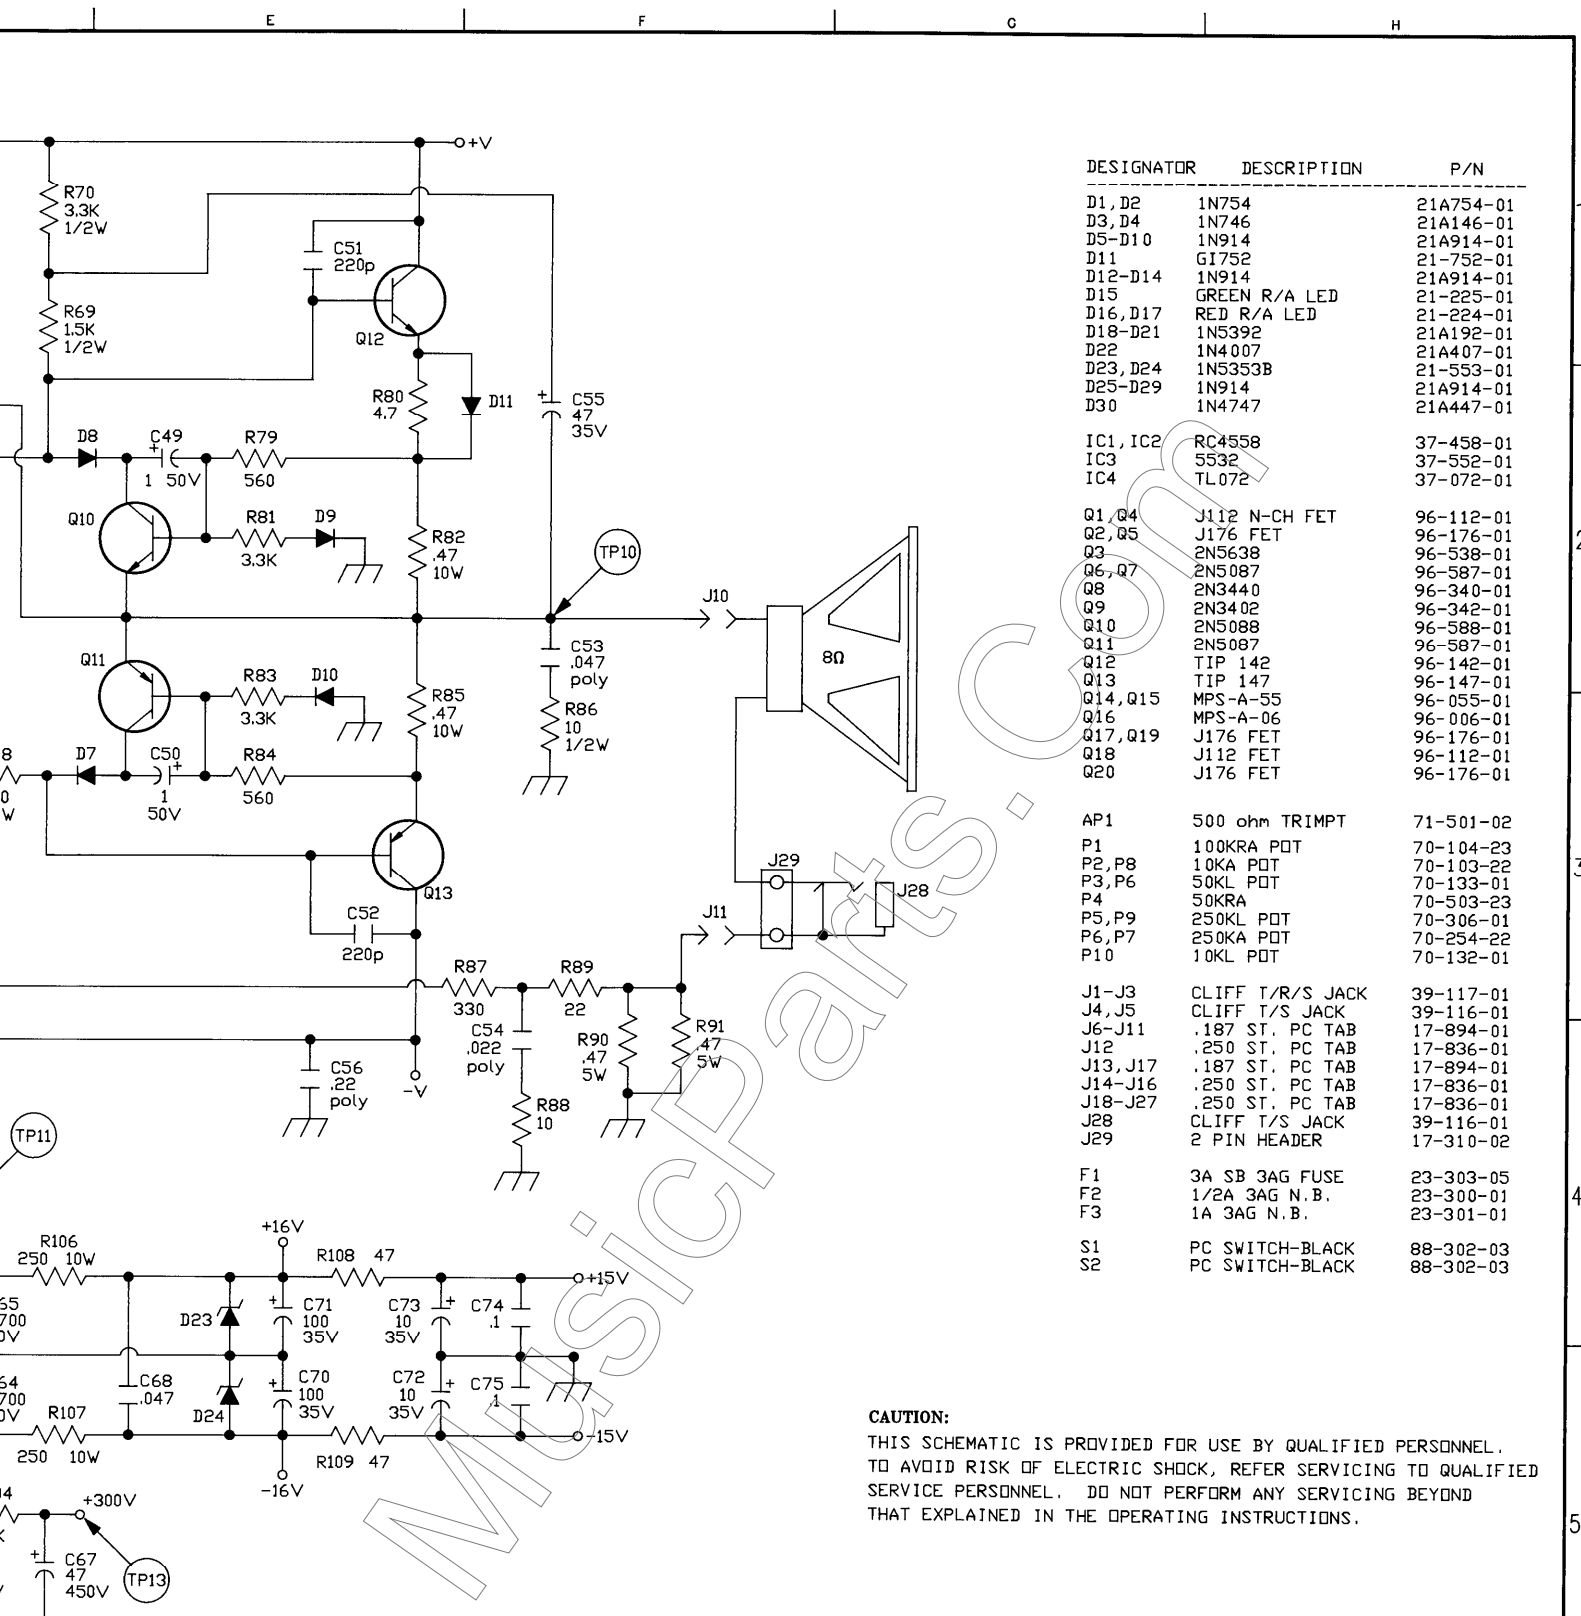 E F G H
+V
R70
3.3K
1/2W
C51
220p
R69
1.5K
1/2W
Q12
R80
4.7
D11
C55
+
47
35V
D8
C49
+
1 50V
R79
560
Q10
R81
3.3K
D9
R82
.47
10W
TP10
J10
8Ω
Q11
R83
3.3K
D10
R85
.47
10W
C53
.047
poly
R86
10
1/2W
8
0
W
D7
C50
+
1
50V
R84
560
Q13
C52
220p
J29
J28
J11
R87
330
R89
22
C54
.022
poly
R90
.47
5W
R91
.47
5W
R88
10
C56
.22
poly
-V
TP11
+16V
R106
250 10W
R108 47
+15V
65
700
0V
D23
+
C71
100
35V
C73
10
35V
+
C74
.1
64
700
0V
C68
.047
D24
+
C70
100
35V
C72
10
35V
+
C75
.1
R107
250 10W
R109 47
-15V
-16V
+300V
K
+
C67
47
450V
TP13
DESIGNATOR DESCRIPTION P/N
D1,D2 1N754 21A754-01
D3,D4 1N746 21A146-01
D5-D10 1N914 21A914-01
D11 GI752 21-752-01
D12-D14 1N914 21A914-01
D15 GREEN R/A LED 21-225-01
D16,D17 RED R/A LED 21-224-01
D18-D21 1N5392 21A192-01
D22 1N4007 21A407-01
D23,D24 1N5353B 21-553-01
D25-D29 1N914 21A914-01
D30 1N4747 21A447-01
IC1,IC2 RC4558 37-458-01
IC3 5532 37-552-01
IC4 TL072 37-072-01
Q1,Q4 J112 N-CH FET 96-112-01
Q2,Q5 J176 FET 96-176-01
Q3 2N5638 96-538-01
Q6,Q7 2N5087 96-587-01
Q8 2N3440 96-340-01
Q9 2N3402 96-342-01
Q10 2N5088 96-588-01
Q11 2N5087 96-587-01
Q12 TIP 142 96-142-01
Q13 TIP 147 96-147-01
Q14,Q15 MPS-A-55 96-055-01
Q16 MPS-A-06 96-006-01
Q17,Q19 J176 FET 96-176-01
Q18 J112 FET 96-112-01
Q20 J176 FET 96-176-01
AP1 500 ohm TRIMPT 71-501-02
P1 100KRA POT 70-104-23
P2,P8 10KA POT 70-103-22
P3,P6 50KL POT 70-133-01
P4 50KRA 70-503-23
P5,P9 250KL POT 70-306-01
P6,P7 250KA POT 70-254-22
P10 10KL POT 70-132-01
J1-J3 CLIFF T/R/S JACK 39-117-01
J4,J5 CLIFF T/S JACK 39-116-01
J6-J11 .187 ST. PC TAB 17-894-01
J12 .250 ST. PC TAB 17-836-01
J13,J17 .187 ST. PC TAB 17-894-01
J14-J16 .250 ST. PC TAB 17-836-01
J18-J27 .250 ST. PC TAB 17-836-01
J28 CLIFF T/S JACK 39-116-01
J29 2 PIN HEADER 17-310-02
F1 3A SB 3AG FUSE 23-303-05
F2 1/2A 3AG N.B. 23-300-01
F3 1A 3AG N.B. 23-301-01
S1 PC SWITCH-BLACK 88-302-03
S2 PC SWITCH-BLACK 88-302-03
2
3
4
5
CAUTION:
THIS SCHEMATIC IS PROVIDED FOR USE BY QUALIFIED PERSONNEL.
TO AVOID RISK OF ELECTRIC SHOCK, REFER SERVICING TO QUALIFIED
SERVICE PERSONNEL. DO NOT PERFORM ANY SERVICING BEYOND
THAT EXPLAINED IN THE OPERATING INSTRUCTIONS.
MusicParts.com